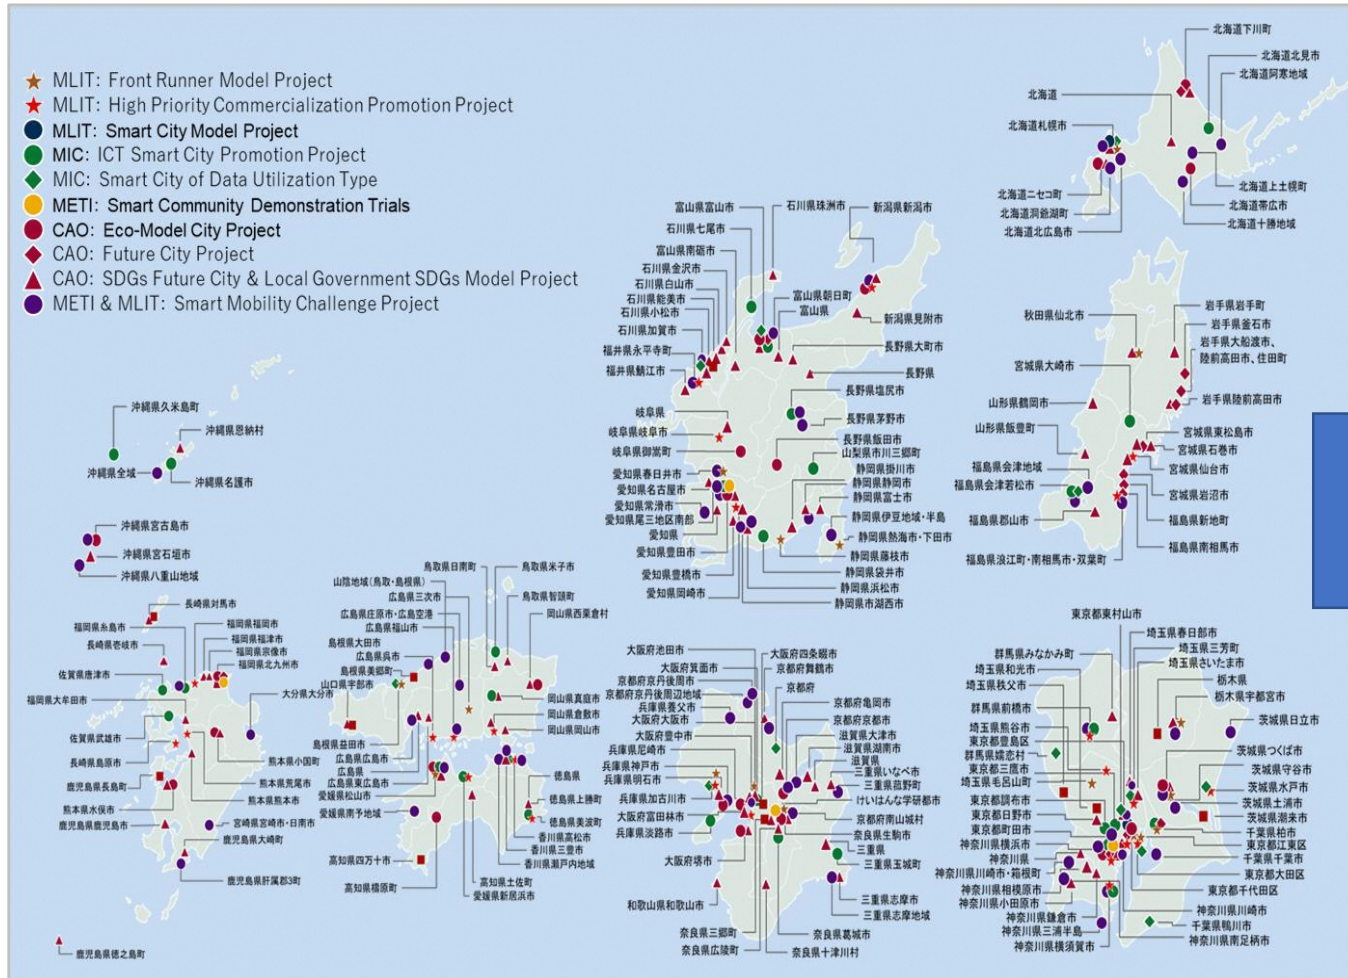 MLIT: Front Runner Model Project
MLIT: High Priority Commercialization Promotion Project
MLIT: Smart City Model Project
MIC: ICT Smart City Promotion Project
MIC: Smart City of Data Utilization Type
METI: Smart Community Demonstration Trials
CAO: Eco-Model City Project
CAO: Future City Project
CAO: SDGs Future City & Local Government SDGs Model Project
METI & MLIT: Smart Mobility Challenge Project
北海道下川町
北海道北見市
北海道阿寒地域
北海道
北海道札幌市
北海道ニセコ町
北海道洞爺湖町
北海道北広島市
北海道上士幌町
北海道帯広市
北海道十勝地域
富山県富山市
石川県珠洲市
新潟県新潟市
石川県七尾市
富山県南砺市
石川県金沢市
石川県白山市
石川県能美市
石川県小松市
石川県加賀市
福井県永平寺町
福井県鯖江市
富山県朝日町
富山県
新潟県見附市
長野県大町市
長野県
長野県塩尻市
長野県茅野市
岐阜県
岐阜県岐阜市
岐阜県御嵩町
長野県飯田市
山梨県市川三郷町
静岡県掛川市
静岡県静岡市
静岡県富士市
愛知県春日井市
愛知県名古屋市
愛知県常滑市
愛知県尾三地区南部
愛知県
愛知県豊田市
愛知県豊橋市
愛知県岡崎市
静岡県伊豆地域・半島
静岡県熱海市・下田市
静岡県藤枝市
静岡県袋井市
静岡県浜松市
静岡県市湖西市
秋田県仙北市
岩手県岩手町
岩手県釜石市
岩手県大船渡市、
陸前高田市、住田町
岩手県陸前高田市
宮城県大崎市
山形県鶴岡市
山形県飯豊町
宮城県東松島市
宮城県石巻市
宮城県仙台市
宮城県岩沼市
福島県会津地域
福島県会津若松市
福島県郡山市
福島県新地町
福島県南相馬市
福島県浪江町・南相馬市・双葉町
沖縄県久米島町
沖縄県恩納村
沖縄県全域
沖縄県名護市
沖縄県宮古島市
沖縄県宮石垣市
沖縄県八重山地域
長崎県対馬市
福岡県糸島市
福岡県福岡市
福岡県福津市
福岡県宗像市
福岡県北九州市
長崎県壱岐市
佐賀県唐津市
福岡県大牟田市
大分県大分市
佐賀県武雄市
長崎県島原市
熊本県小国町
熊本県荒尾市
熊本県熊本市
鹿児島県長島町
熊本県水俣市
鹿児島県鹿児島市
宮崎県宮崎市・日南市
鹿児島県大崎町
鹿児島県肝属郡3町
鹿児島県徳之島町
鳥取県日南町
鳥取県米子市
山陰地域(鳥取・島根県)
鳥取県智頭町
広島県三次市
広島県庄原市・広島空港
広島県福山市
岡山県西粟倉村
島根県大田市
広島県呉市
島根県美郷町
山口県宇部市
岡山県真庭市
岡山県倉敷市
岡山県岡山市
島根県益田市
広島県広島市
広島県
広島県東広島市
愛媛県松山市
愛媛県南予地域
徳島県
徳島県上勝町
徳島県美波町
香川県高松市
香川県三豊市
香川県瀬戸内地域
高知県四万十市
高知県梼原町
高知県土佐町
愛媛県新居浜市
大阪府池田市
大阪府四条畷市
大阪府箕面市
京都府舞鶴市
京都府京丹後市
京都府
京都府京丹後周辺地域
京都府亀岡市
兵庫県養父市
京都府京都市
大阪府大阪市
滋賀県大津市
大阪府豊中市
滋賀県湖南市
兵庫県尼崎市
滋賀県
兵庫県神戸市
三重県いなべ市
兵庫県明石市
三重県菰野町
兵庫県加古川市
けいはんな学研都市
大阪府富田林市
京都府南山城村
兵庫県淡路市
奈良県生駒市
大阪府堺市
三重県
三重県玉城町
三重県志摩市
三重県志摩地域
和歌山県和歌山市
奈良県三郷町
奈良県広陵町
奈良県葛城市
奈良県十津川村
東京都東村山市
埼玉県春日部市
群馬県みなかみ町
埼玉県三芳町
埼玉県和光市
埼玉県さいたま市
埼玉県秩父市
栃木県
群馬県前橋市
栃木県宇都宮市
埼玉県熊谷市
茨城県日立市
東京都豊島区
群馬県嬬恋村
茨城県つくば市
東京都三鷹市
茨城県守谷市
埼玉県毛呂山町
茨城県水戸市
東京都調布市
茨城県土浦市
東京都日野市
茨城県潮来市
東京都町田市
千葉県柏市
神奈川県横浜市
東京都江東区
神奈川県
千葉県千葉市
神奈川県川崎市・箱根町
東京都大田区
神奈川県相模原市
東京都千代田区
神奈川県小田原市
神奈川県鎌倉市
神奈川県川崎市
神奈川県三浦半島
千葉県鴨川市
神奈川県横須賀市
神奈川県南足柄市